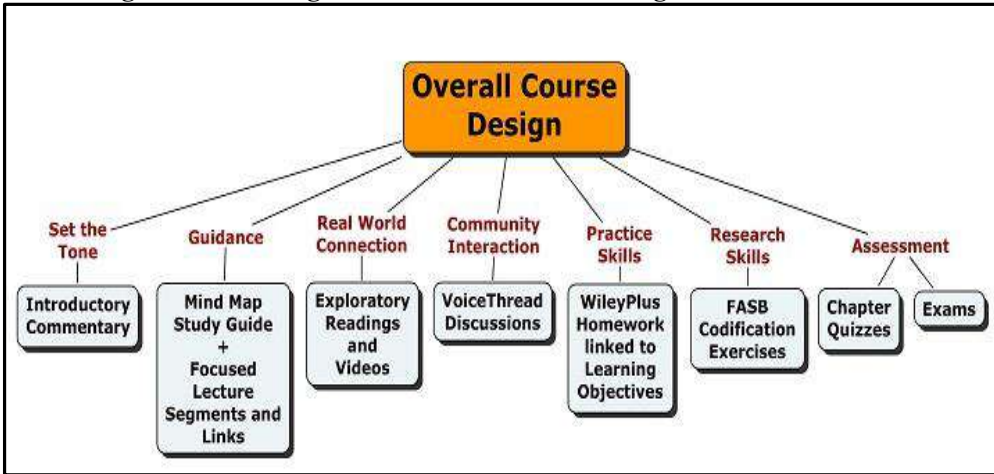 Overall Course
Design
Set the
Tone
Guidance
Real World
Connection
Community
Interaction
Practice
Skills
Research
Skills
Assessment
Introductory
Commentary
Mind Map
Study Guide
+
Focused
Lecture
Segments and
Links
Exploratory
Readings
and
Videos
VoiceThread
Discussions
WileyPlus
Homework
linked to
Learning
Objectives
FASB
Codification
Exercises
Chapter
Quizzes
Exams